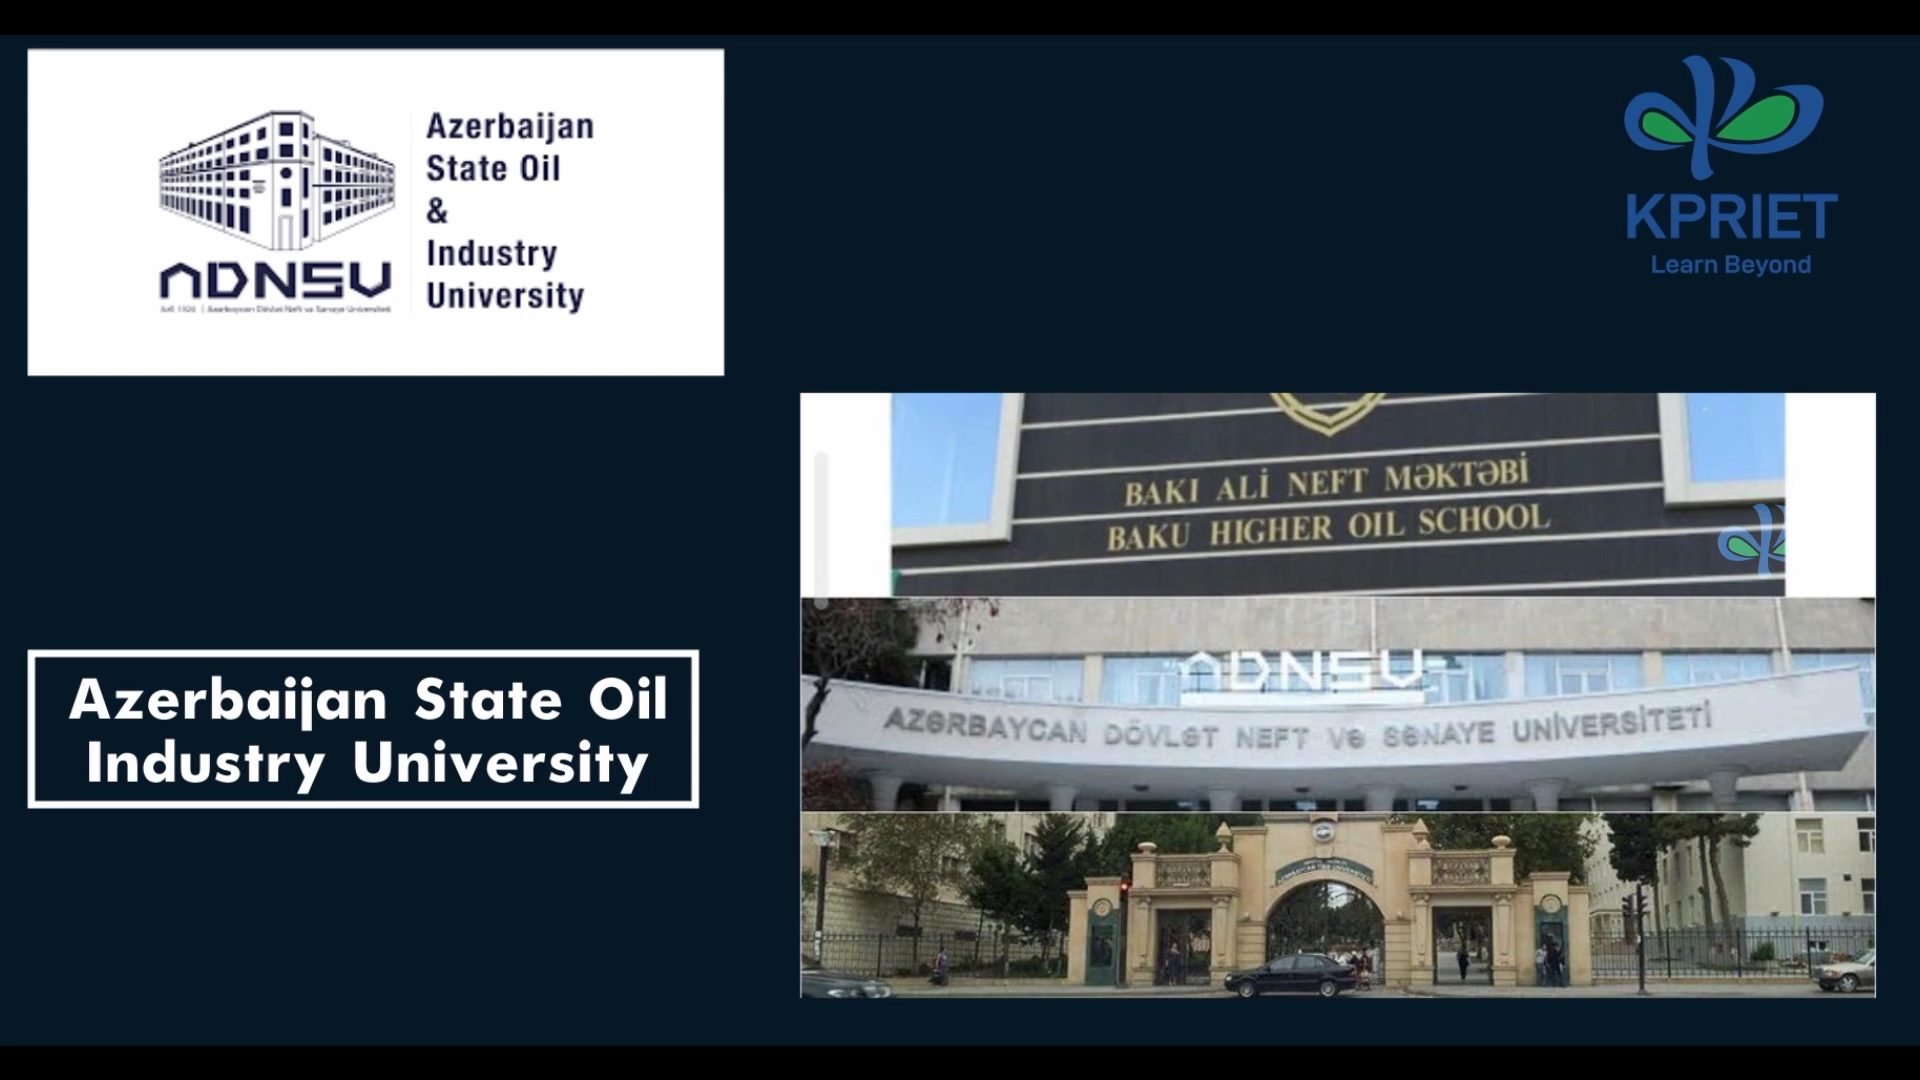 Azerbaijan
State Oil
&
Industry
University
ADNSU
KPRIET
Learn Beyond
BAKI ALİ NEFT MƏKTƏBİ
BAKU HIGHER OIL SCHOOL
ADNSU
AZƏRBAYCAN DÖVLƏT NEFT VƏ SƏNAYE UNİVERSİTETİ
Azerbaijan State Oil
Industry University